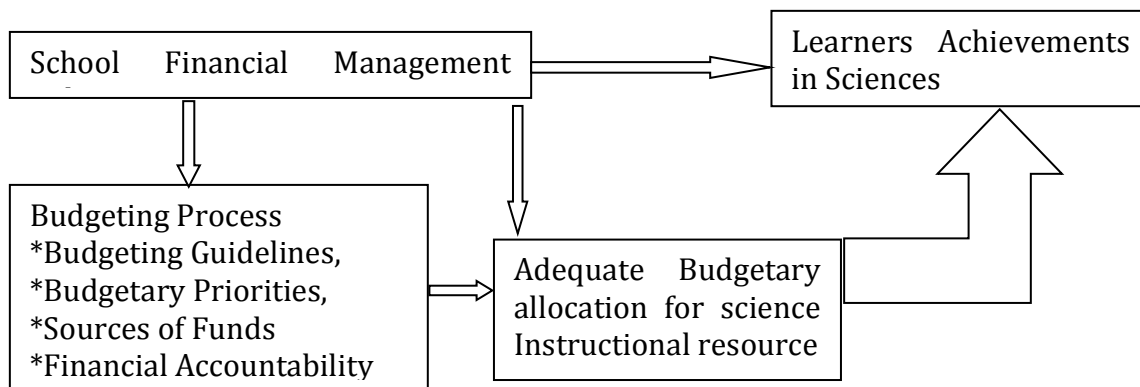 School Financial Management
Learners Achievements
in Sciences
Budgeting Process
*Budgeting Guidelines,
*Budgetary Priorities,
*Sources of Funds
*Financial Accountability
Adequate Budgetary
allocation for science
Instructional resource